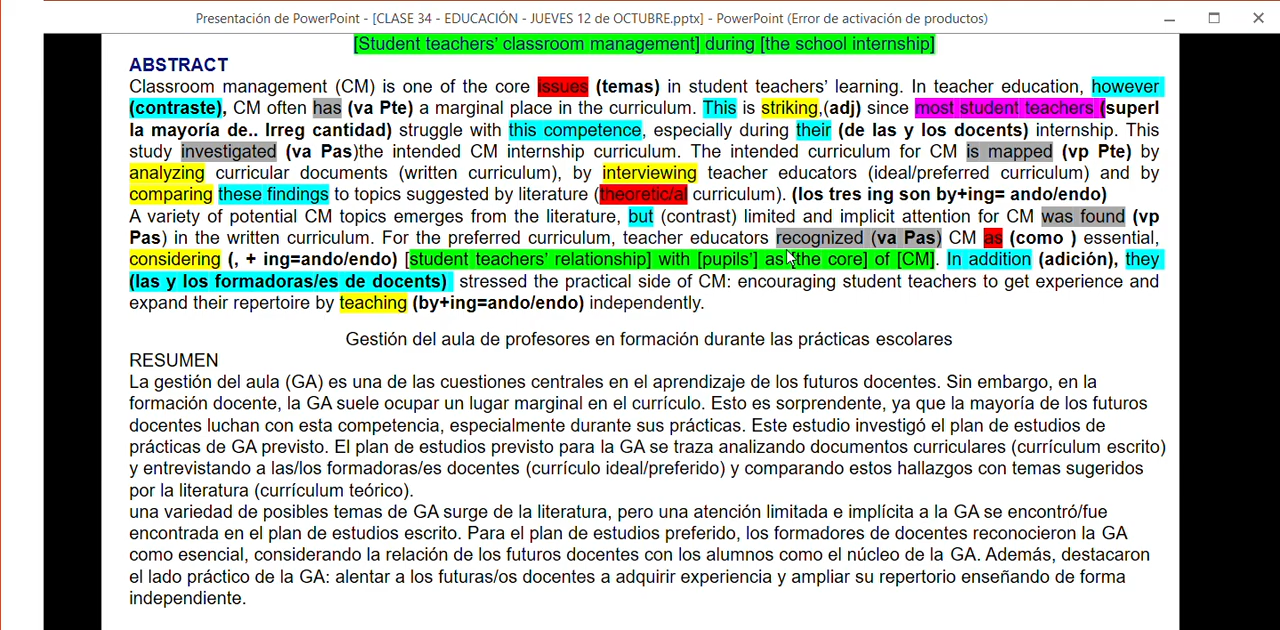 Presentación de PowerPoint - [CLASE 34 - EDUCACIÓN - JUEVES 12 de OCTUBRE.pptx] - PowerPoint (Error de activación de productos)
[Student teachers’ classroom management] during [the school internship]
ABSTRACT
Classroom management (CM) is one of the core issues (temas) in student teachers’ learning. In teacher education, however
(contraste), CM often has (va Pte) a marginal place in the curriculum. This is striking,(adj) since most student teachers (superl
la mayoría de.. Irreg cantidad) struggle with this competence, especially during their (de las y los docents) internship. This
study investigated (va Pas)the intended CM internship curriculum. The intended curriculum for CM is mapped (vp Pte) by
analyzing curricular documents (written curriculum), by interviewing teacher educators (ideal/preferred curriculum) and by
comparing these findings to topics suggested by literature (theoretic/al curriculum). (los tres ing son by+ing= ando/endo)
A variety of potential CM topics emerges from the literature, but (contrast) limited and implicit attention for CM was found (vp
Pas) in the written curriculum. For the preferred curriculum, teacher educators recognized (va Pas) CM as (como ) essential,
considering (, + ing=ando/endo) [student teachers’ relationship] with [pupils’] as [the core] of [CM]. In addition (adición), they
(las y los formadoras/es de docents) stressed the practical side of CM: encouraging student teachers to get experience and
expand their repertoire by teaching (by+ing=ando/endo) independently.
Gestión del aula de profesores en formación durante las prácticas escolares
RESUMEN
La gestión del aula (GA) es una de las cuestiones centrales en el aprendizaje de los futuros docentes. Sin embargo, en la
formación docente, la GA suele ocupar un lugar marginal en el currículo. Esto es sorprendente, ya que la mayoría de los futuros
docentes luchan con esta competencia, especialmente durante sus prácticas. Este estudio investigó el plan de estudios de
prácticas de GA previsto. El plan de estudios previsto para la GA se traza analizando documentos curriculares (currículum escrito)
y entrevistando a las/los formadoras/es docentes (currículo ideal/preferido) y comparando estos hallazgos con temas sugeridos
por la literatura (currículum teórico).
una variedad de posibles temas de GA surge de la literatura, pero una atención limitada e implícita a la GA se encontró/fue
encontrada en el plan de estudios escrito. Para el plan de estudios preferido, los formadores de docentes reconocieron la GA
como esencial, considerando la relación de los futuros docentes con los alumnos como el núcleo de la GA. Además, destacaron
el lado práctico de la GA: alentar a los futuras/os docentes a adquirir experiencia y ampliar su repertorio enseñando de forma
independiente.